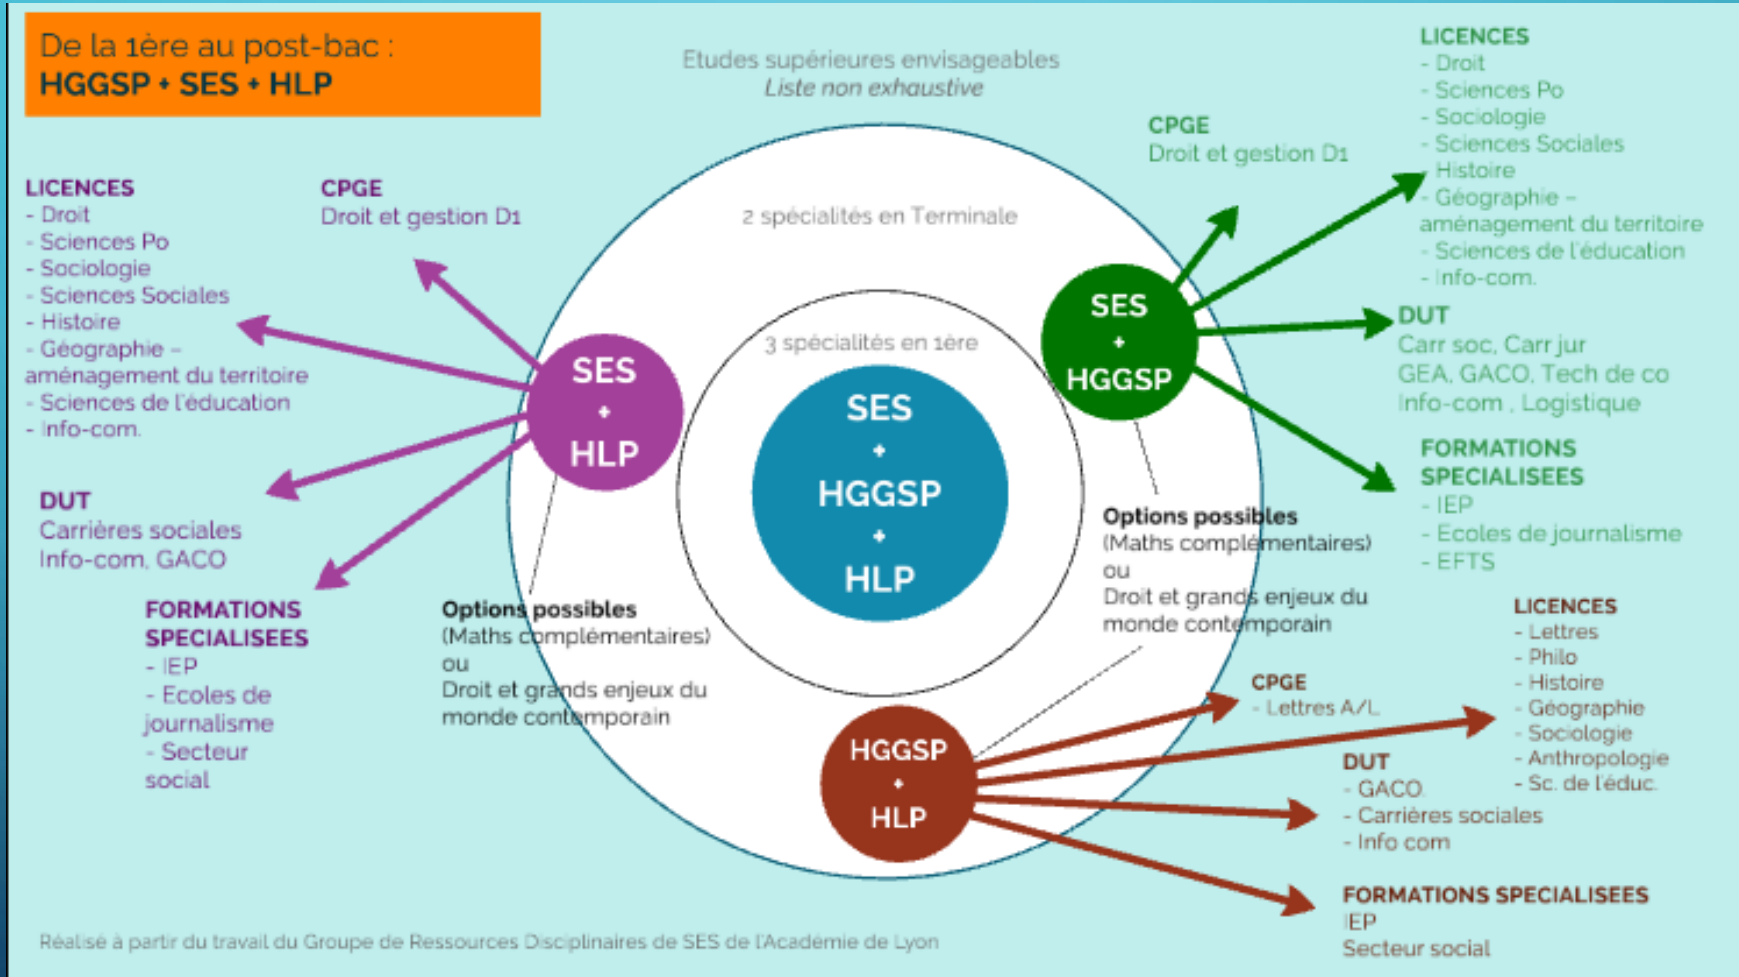 De la 1ère au post-bac :
HGGSP + SES + HLP
Etudes supérieures envisageables
Liste non exhaustive
2 spécialités en Terminale
3 spécialités en 1ère
SES
+
HGGSP
+
HLP
LICENCES
- Droit
- Sciences Po
- Sociologie
- Sciences Sociales
- Histoire
- Géographie –
aménagement du territoire
- Sciences de l'éducation
- Info-com.
CPGE
Droit et gestion D1
SES
+
HLP
DUT
Carrières sociales
Info-com, GACO
FORMATIONS
SPECIALISEES
- IEP
- Ecoles de
journalisme
- Secteur
social
Options possibles
(Maths complémentaires)
ou
Droit et grands enjeux du
monde contemporain
CPGE
Droit et gestion D1
LICENCES
- Droit
- Sciences Po
- Sociologie
- Sciences Sociales
- Histoire
- Géographie –
aménagement du territoire
- Sciences de l'éducation
- Info-com.
SES
+
HGGSP
DUT
Carr soc, Carr jur
GEA, GACO, Tech de co
Info-com , Logistique
FORMATIONS
SPECIALISEES
- IEP
- Ecoles de journalisme
- EFTS
Options possibles
(Maths complémentaires)
ou
Droit et grands enjeux du
monde contemporain
HGGSP
+
HLP
CPGE
- Lettres A/L
LICENCES
- Lettres
- Philo
- Histoire
- Géographie
- Sociologie
- Anthropologie
- Sc. de l'éduc.
DUT
- GACO
- Carrières sociales
- Info com
FORMATIONS SPECIALISEES
IEP
Secteur social
Réalisé à partir du travail du Groupe de Ressources Disciplinaires de SES de l'Académie de Lyon